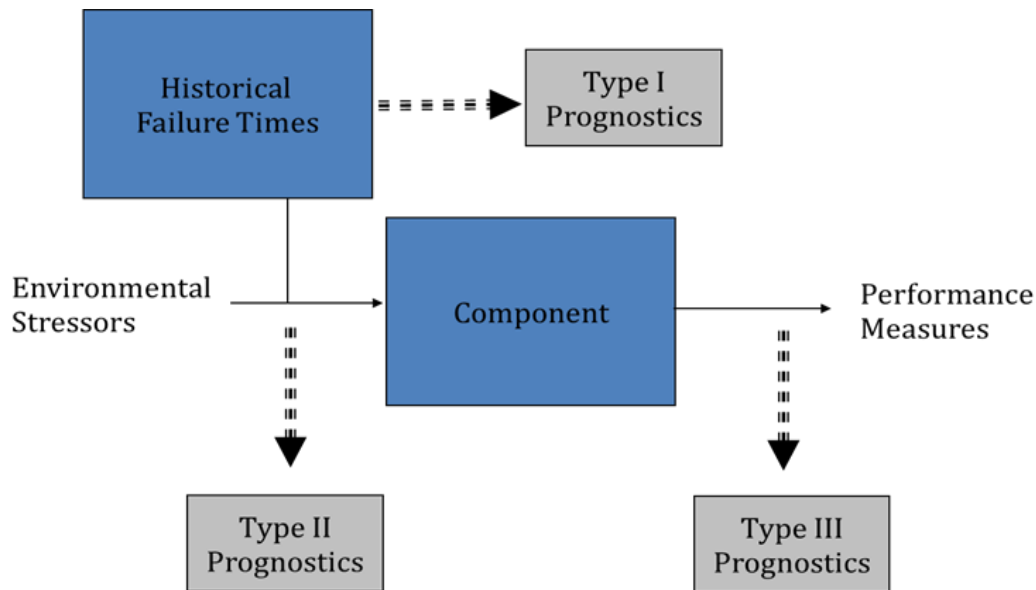 Historical
Failure Times
Type I
Prognostics
Environmental
Stressors
Component
Performance
Measures
Type II
Prognostics
Type III
Prognostics